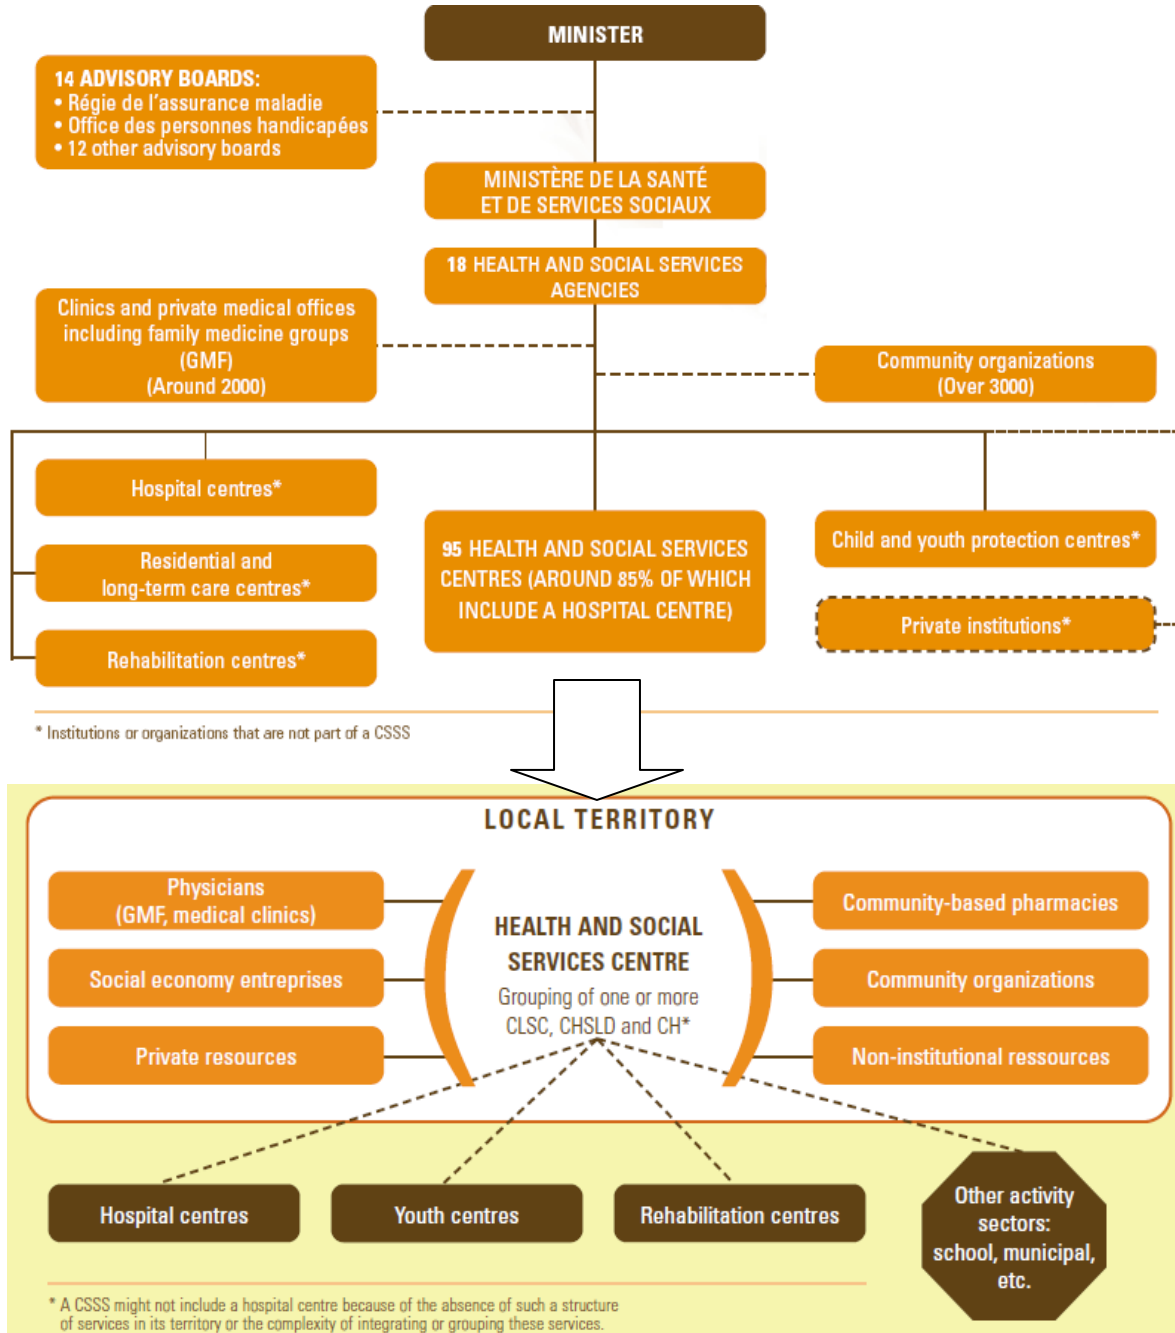 MINISTER
14 ADVISORY BOARDS:
• Régie de l'assurance maladie
• Office des personnes handicapées
• 12 other advisory boards
MINISTÈRE DE LA SANTÉ
ET DE SERVICES SOCIAUX
18 HEALTH AND SOCIAL SERVICES
AGENCIES
Clinics and private medical offices
including family medicine groups
(GMF)
(Around 2000)
Community organizations
(Over 3000)
Hospital centres*
Residential and
long-term care centres*
Rehabilitation centres*
95 HEALTH AND SOCIAL SERVICES
CENTRES (AROUND 85% OF WHICH
INCLUDE A HOSPITAL CENTRE)
Child and youth protection centres*
Private institutions*
* Institutions or organizations that are not part of a CSSS
LOCAL TERRITORY
Physicians
(GMF, medical clinics)
Social economy entreprises
Private resources
HEALTH AND SOCIAL
SERVICES CENTRE
Grouping of one or more
CLSC, CHSLD and CH*
Community-based pharmacies
Community organizations
Non-institutional ressources
Hospital centres
Youth centres
Rehabilitation centres
Other activity
sectors:
school, municipal,
etc.
* A CSSS might not include a hospital centre because of the absence of such a structure
of services in its territory or the complexity of integrating or grouping these services.